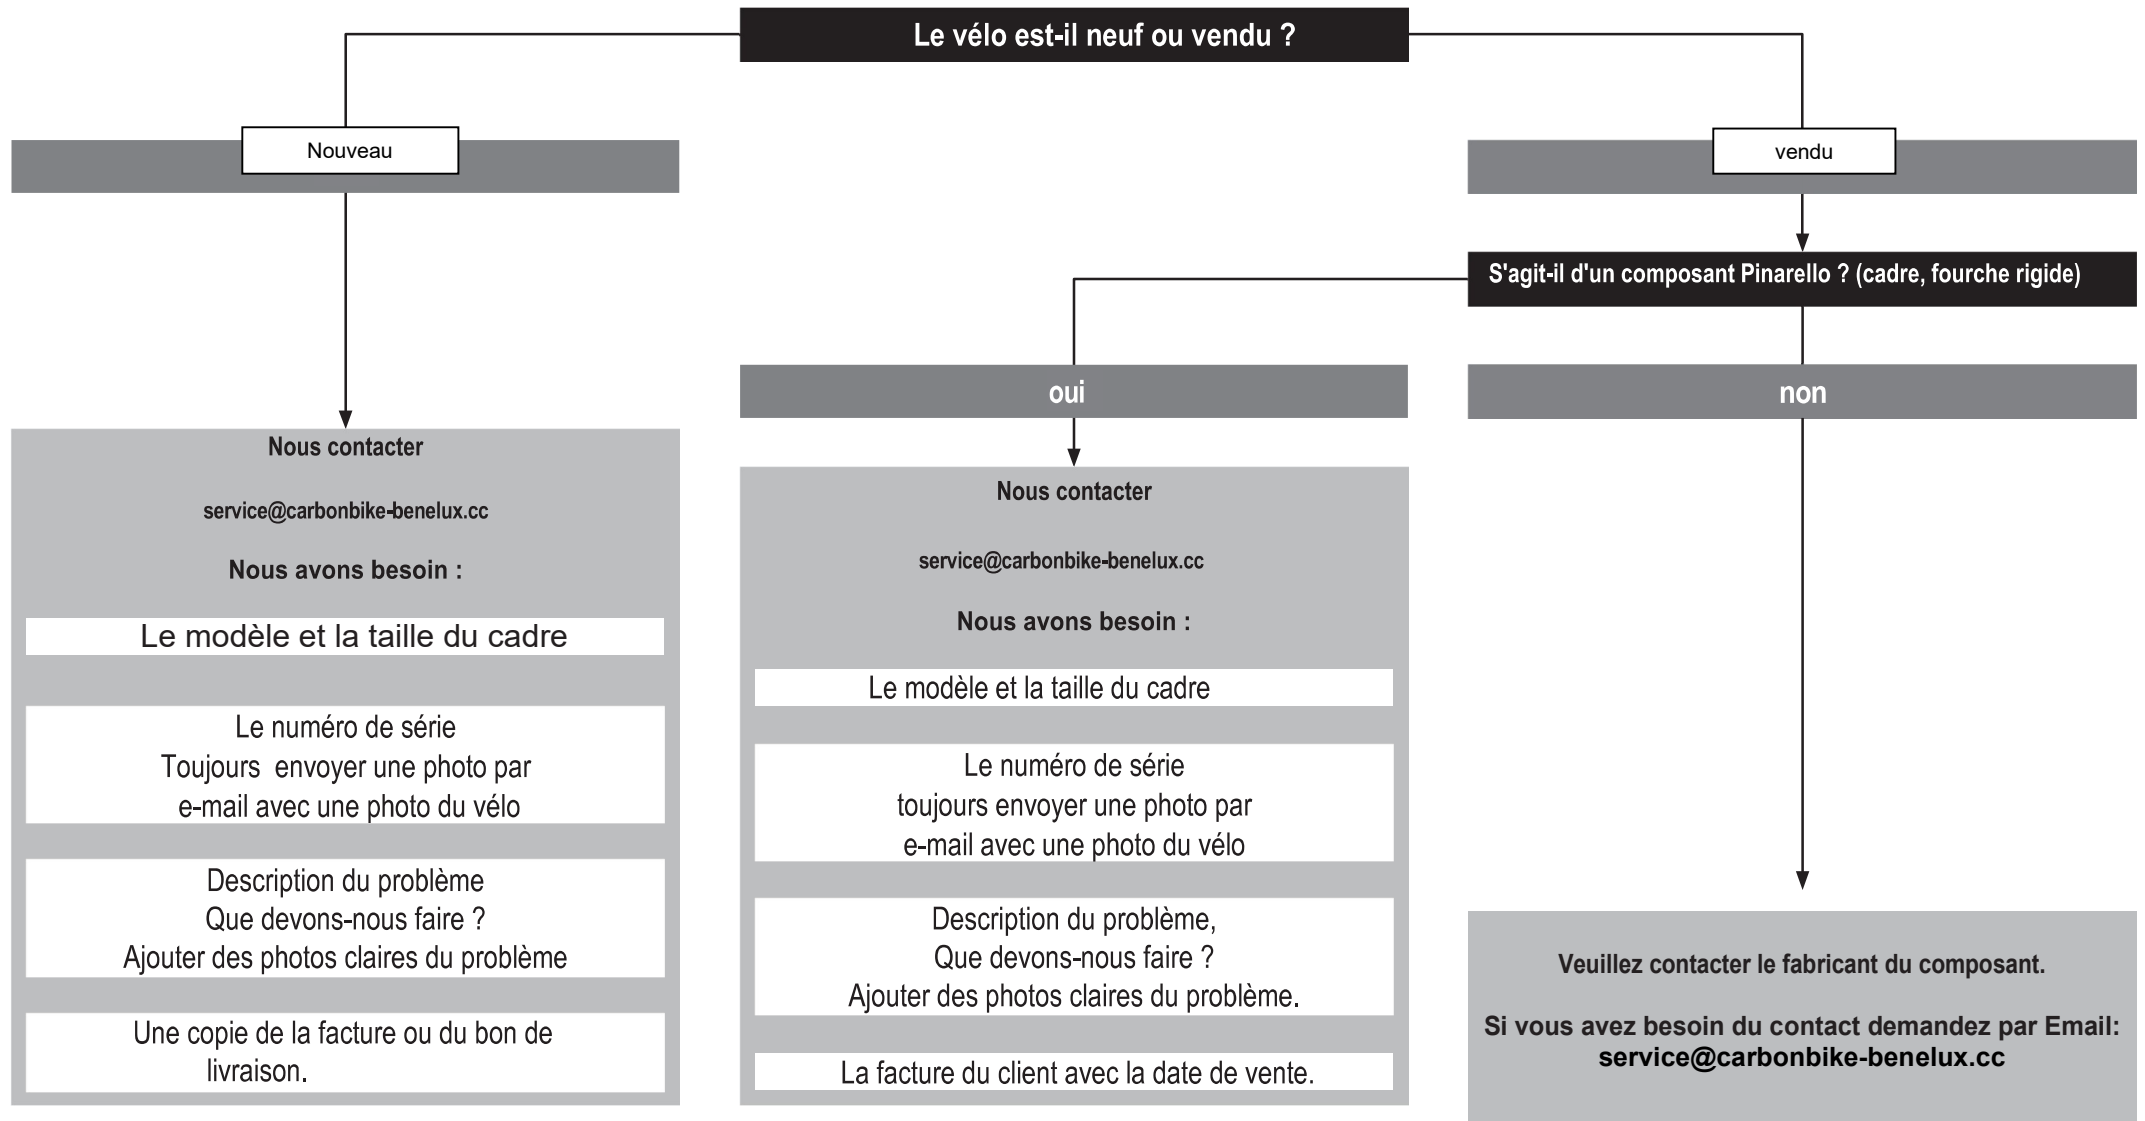 Le vélo est-il neuf ou vendu ?
Nouveau
vendu
S'agit-il d'un composant Pinarello ? (cadre, fourche rigide)
oui
non
Nous contacter
service@carbonbike-benelux.cc
Nous avons besoin :
Le modèle et la taille du cadre
Le numéro de série
Toujours  envoyer une photo par
e-mail avec une photo du vélo
Description du problème
Que devons-nous faire ?
Ajouter des photos claires du problème
Une copie de la facture ou du bon de
livraison.
Nous contacter
service@carbonbike-benelux.cc
Nous avons besoin :
Le modèle et la taille du cadre
Le numéro de série
toujours envoyer une photo par
e-mail avec une photo du vélo
Description du problème,
Que devons-nous faire ?
Ajouter des photos claires du problème.
La facture du client avec la date de vente.
Veuillez contacter le fabricant du composant.
Si vous avez besoin du contact demandez par Email:
service@carbonbike-benelux.cc